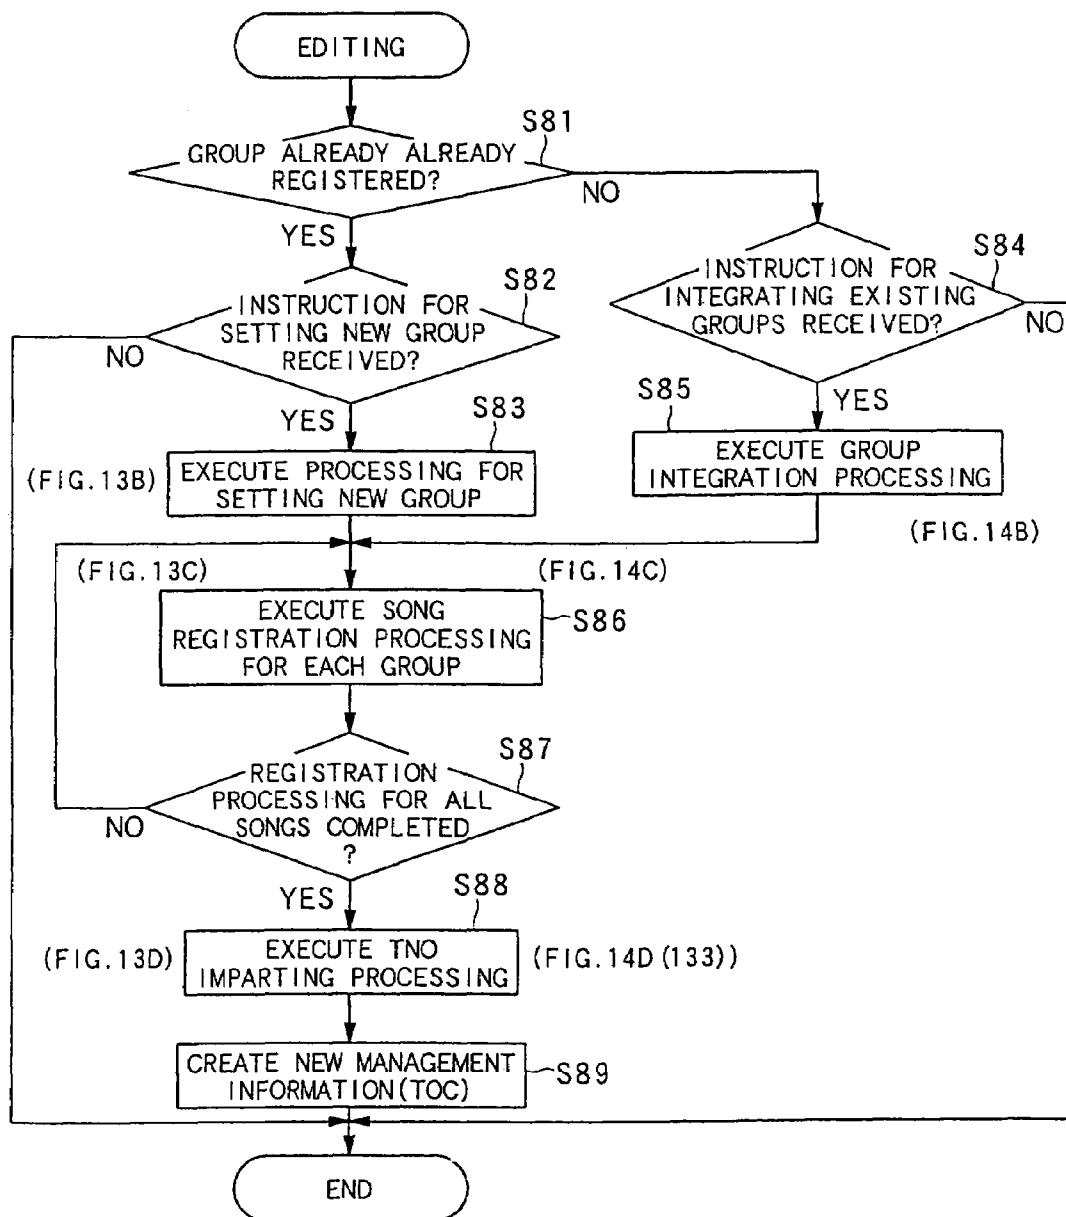 EDITING
S81
GROUP ALREADY ALREADY
REGISTERED?
NO
YES
S82
INSTRUCTION FOR
SETTING NEW GROUP
RECEIVED?
NO
YES
S84
INSTRUCTION FOR
INTEGRATING EXISTING
GROUPS RECEIVED?
NO
YES
S83
(FIG.13B)
EXECUTE PROCESSING FOR
SETTING NEW GROUP
S85
EXECUTE GROUP
INTEGRATION PROCESSING
(FIG.14B)
(FIG.13C)
(FIG.14C)
EXECUTE SONG
REGISTRATION PROCESSING
FOR EACH GROUP
S86
S87
REGISTRATION
PROCESSING FOR ALL
SONGS COMPLETED
?
NO
YES
S88
(FIG.13D)
EXECUTE TNO
IMPARTING PROCESSING
(FIG.14D(133))
CREATE NEW MANAGEMENT
INFORMATION(TOC)
S89
END